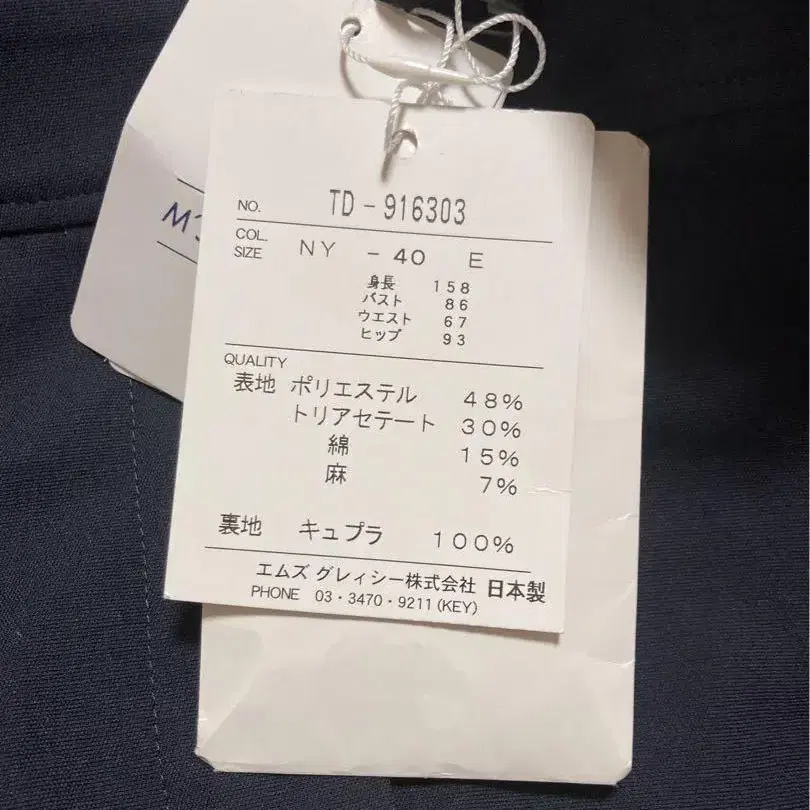 NO. TD-916303
COL.
SIZE NY -40 E
身長 158
バスト 86
ウエスト 67
ヒップ 93
QUALITY
表地 ポリエステル 48%
トリアセテート 30%
綿 15%
麻 7%
裏地 キュプラ 100%
エムズ グレィシー株式会社 日本製
PHONE 03・3470・9211(KEY)